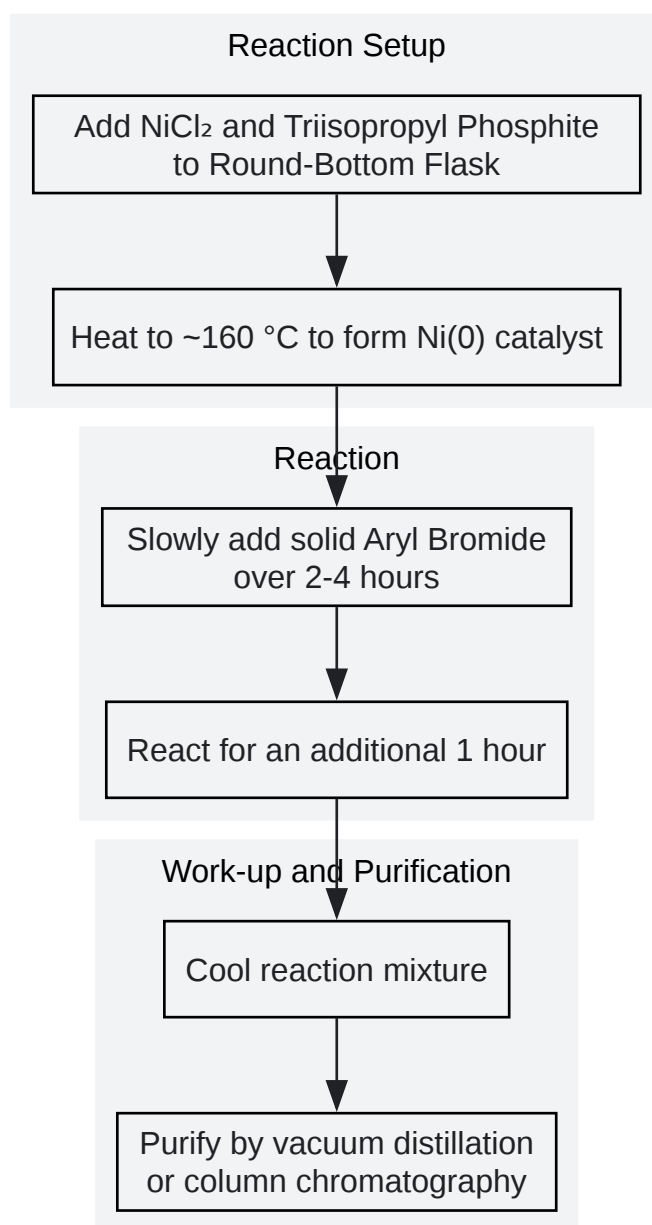 Reaction Setup
Add NiCl₂ and Triisopropyl Phosphite
to Round-Bottom Flask
Heat to ~160 °C to form Ni(0) catalyst
Reaction
Slowly add solid Aryl Bromide
over 2-4 hours
React for an additional 1 hour
Work-up and Purification
Cool reaction mixture
Purify by vacuum distillation
or column chromatography